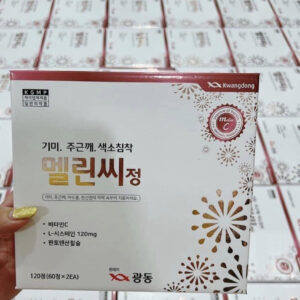 KGMP
Kwangdong
기미. 주근깨. 색소침착
멜린씨정
• 비타민C
• L-시스테인 120mg
• 판토텐산칼슘
120정(60정×2EA)
광동